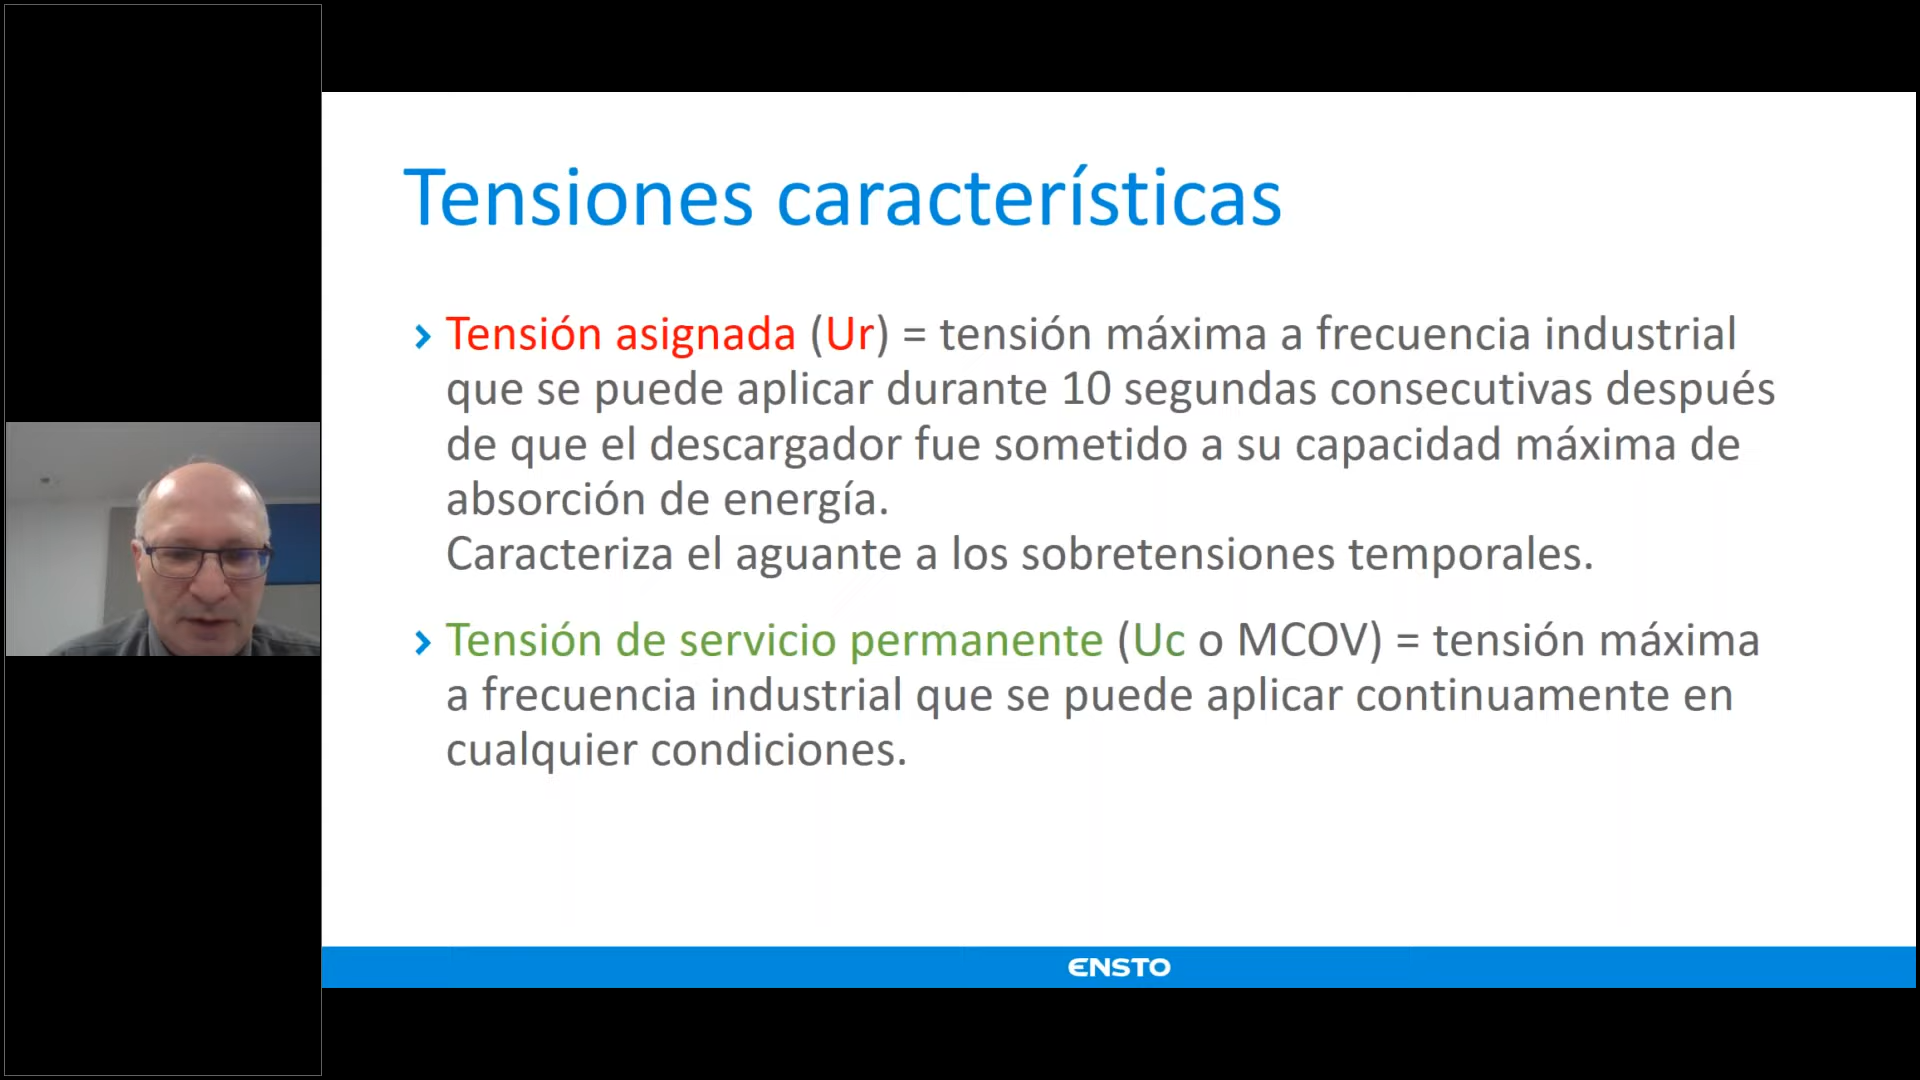 Tensiones características
Tensión asignada (Ur) = tensión máxima a frecuencia industrial
que se puede aplicar durante 10 segundas consecutivas después
de que el descargador fue sometido a su capacidad máxima de
absorción de energía.
Caracteriza el aguante a los sobretensiones temporales.
Tensión de servicio permanente (Uc o MCOV) = tensión máxima
a frecuencia industrial que se puede aplicar continuamente en
cualquier condiciones.
ENSTO